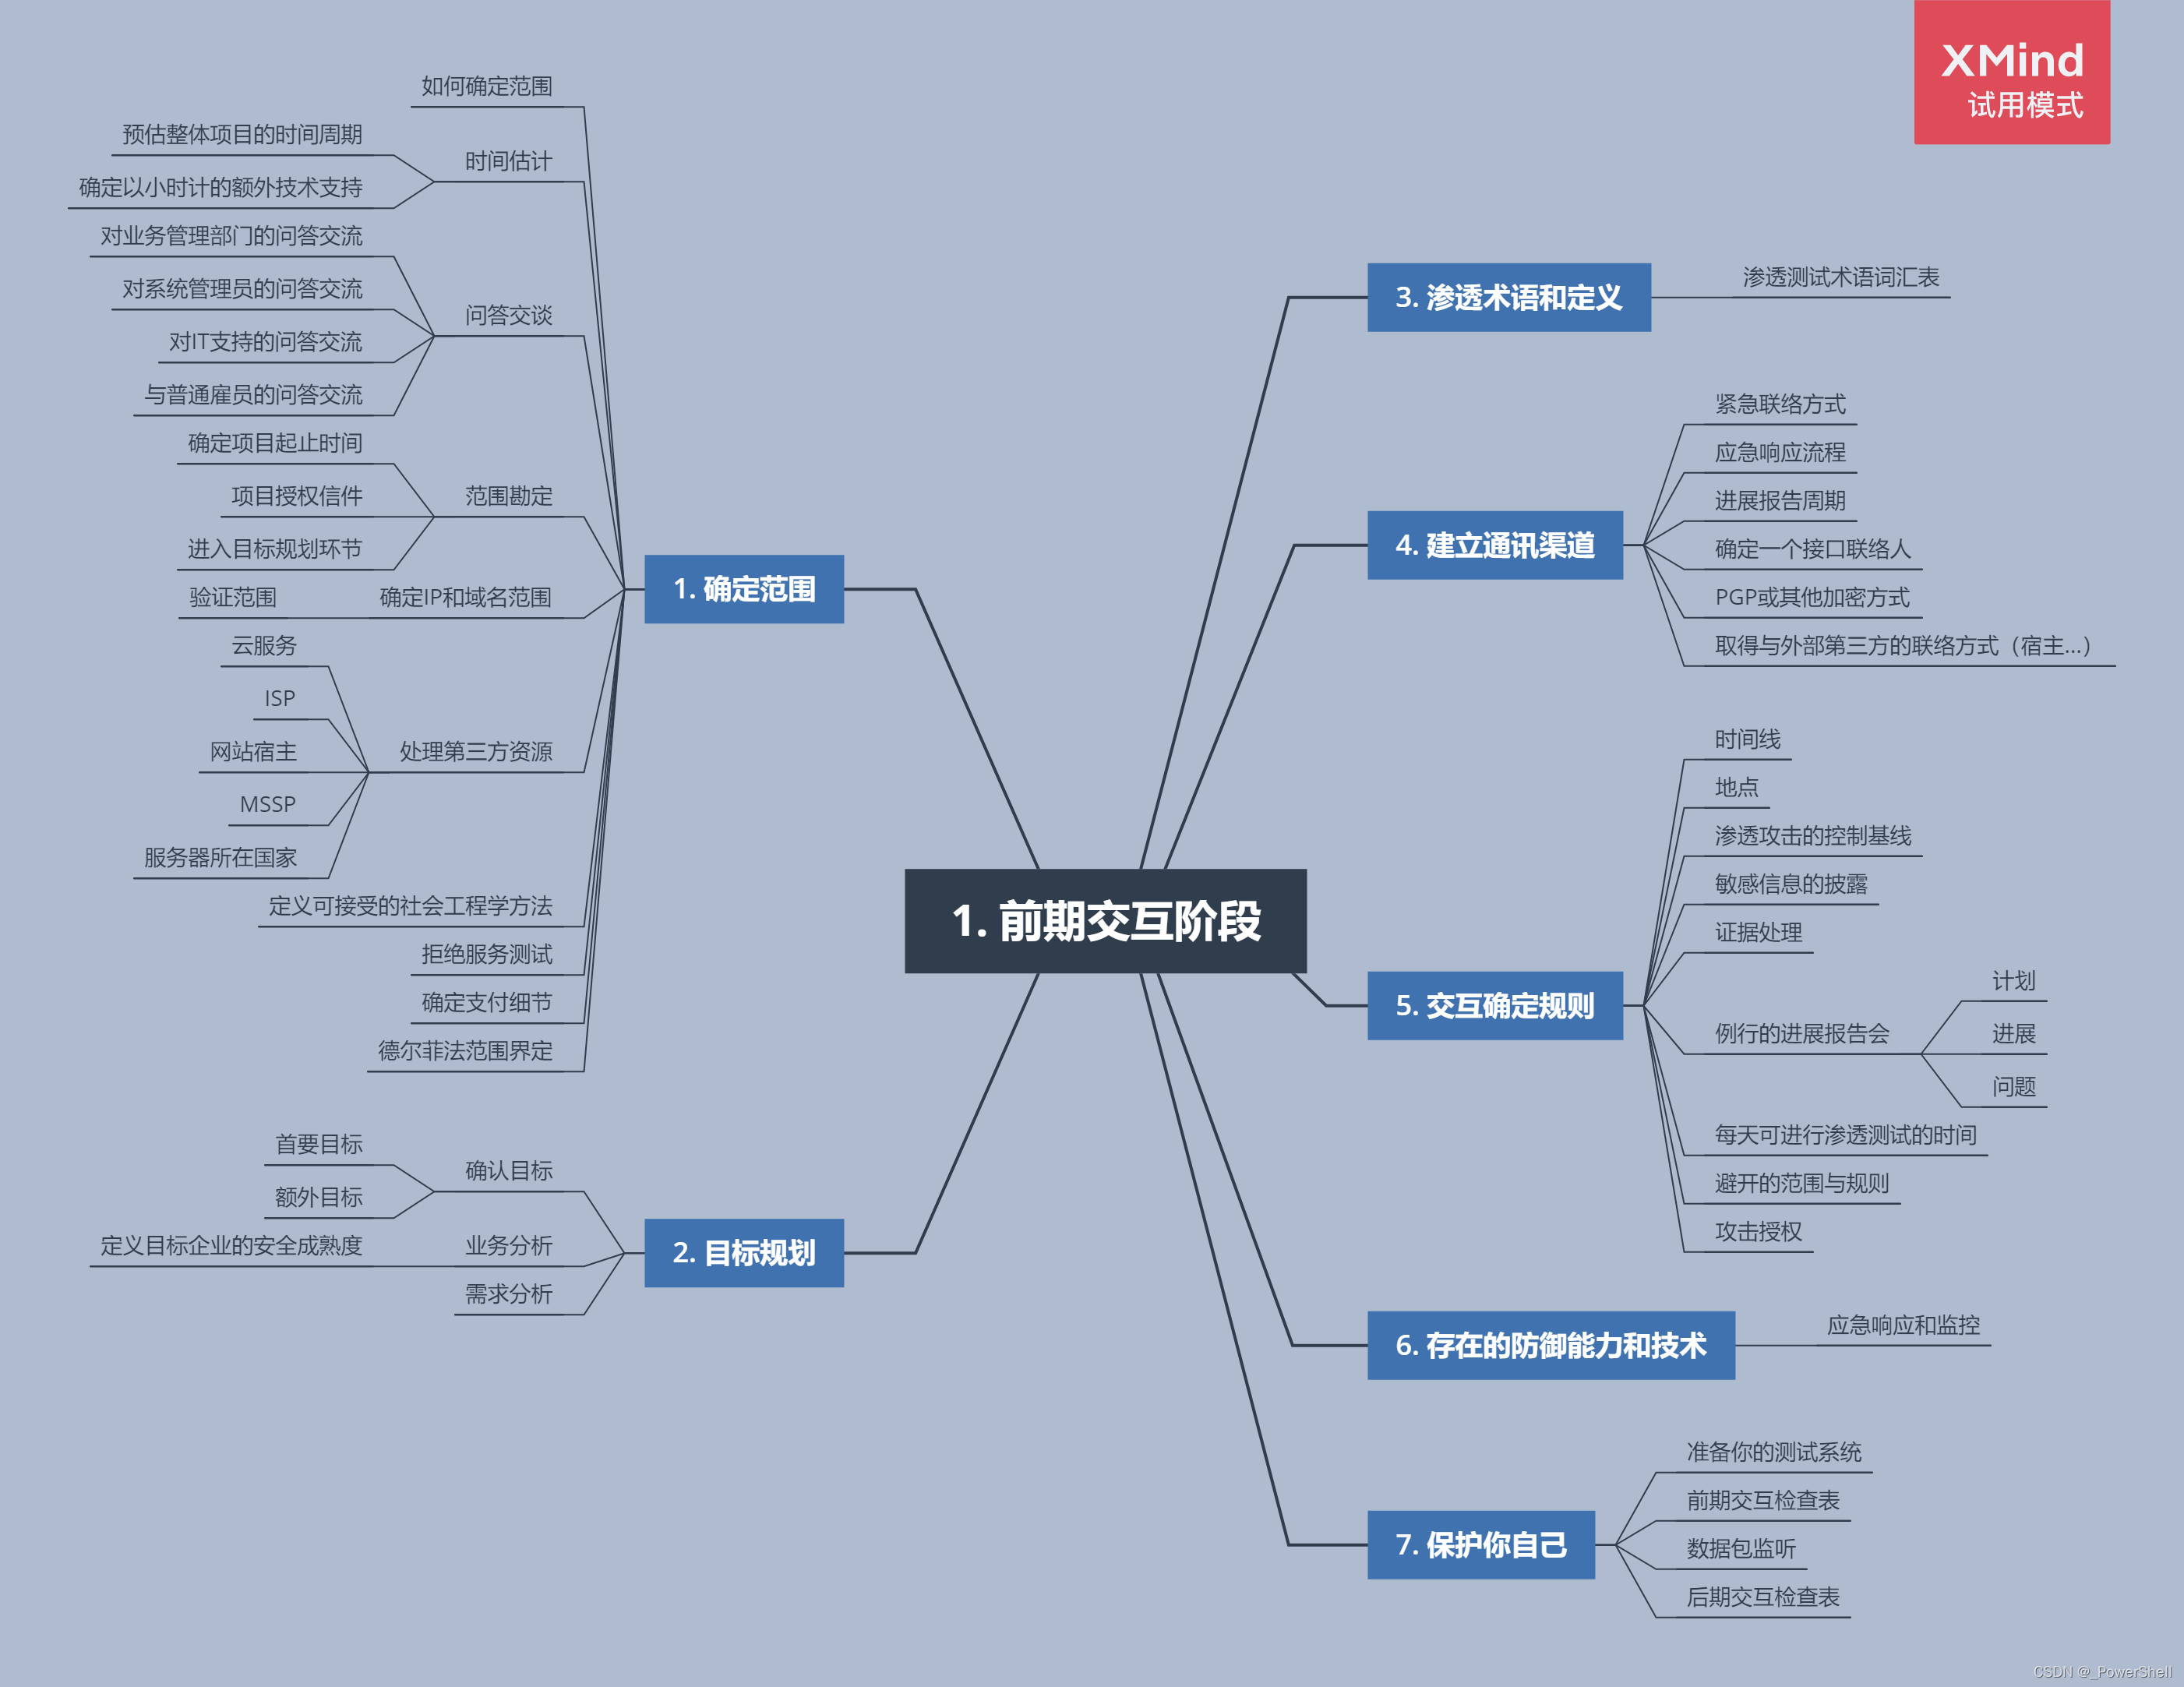 XMind
试用模式
1. 前期交互阶段
1. 确定范围
如何确定范围
时间估计
预估整体项目的时间周期
确定以小时计的额外技术支持
问答交谈
对业务管理部门的问答交流
对系统管理员的问答交流
对IT支持的问答交流
与普通雇员的问答交流
范围勘定
确定项目起止时间
项目授权信件
进入目标规划环节
确定IP和域名范围
验证范围
处理第三方资源
云服务
ISP
网站宿主
MSSP
服务器所在国家
定义可接受的社会工程学方法
拒绝服务测试
确定支付细节
德尔菲法范围界定
2. 目标规划
确认目标
首要目标
额外目标
业务分析
定义目标企业的安全成熟度
需求分析
3. 渗透术语和定义
渗透测试术语词汇表
4. 建立通讯渠道
紧急联络方式
应急响应流程
进展报告周期
确定一个接口联络人
PGP或其他加密方式
取得与外部第三方的联络方式（宿主...）
5. 交互确定规则
时间线
地点
渗透攻击的控制基线
敏感信息的披露
证据处理
例行的进展报告会
计划
进展
问题
每天可进行渗透测试的时间
避开的范围与规则
攻击授权
6. 存在的防御能力和技术
应急响应和监控
7. 保护你自己
准备你的测试系统
前期交互检查表
数据包监听
后期交互检查表
CSDN @_PowerShell